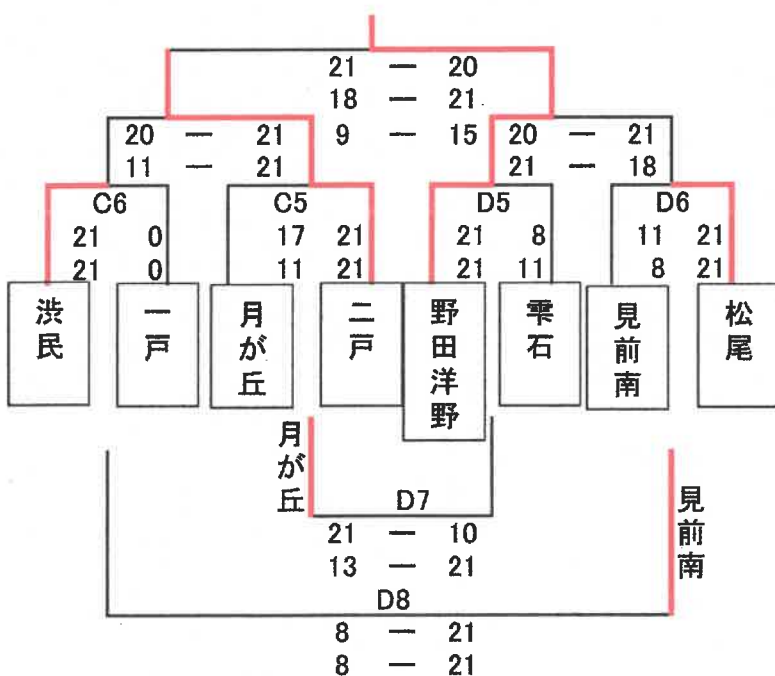 21 ― 20
18 ― 21
9 ― 15
20 ― 21
11 ― 21
20 ― 21
21 ― 18
C6
21 0
21 0
C5
17 21
11 21
D5
21 8
21 11
D6
11 21
8 21
渋民
一戸
月が丘
二戸
野田洋野
雫石
見前南
松尾
月が丘
D7
21 ― 10
13 ― 21
見前南
D8
8 ― 21
8 ― 21